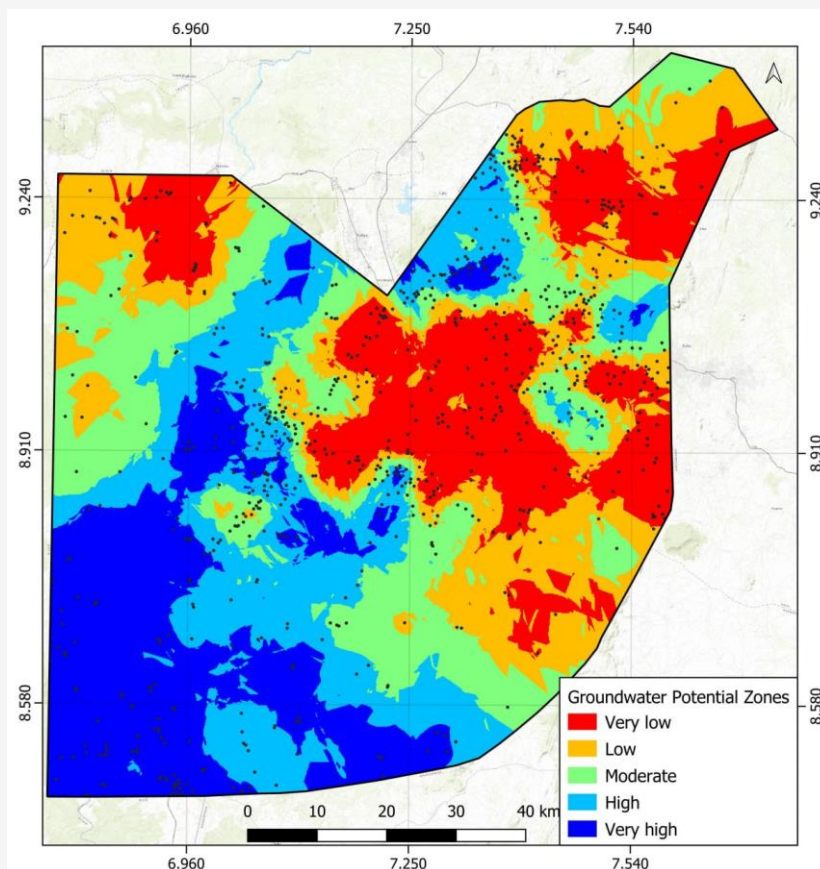 6.960 7.250 7.540
9.240 9.240
8.910 8.910
8.580 8.580
Groundwater Potential Zones
Very low
Low
Moderate
High
Very high
0 10 20 30 40 km
6.960 7.250 7.540